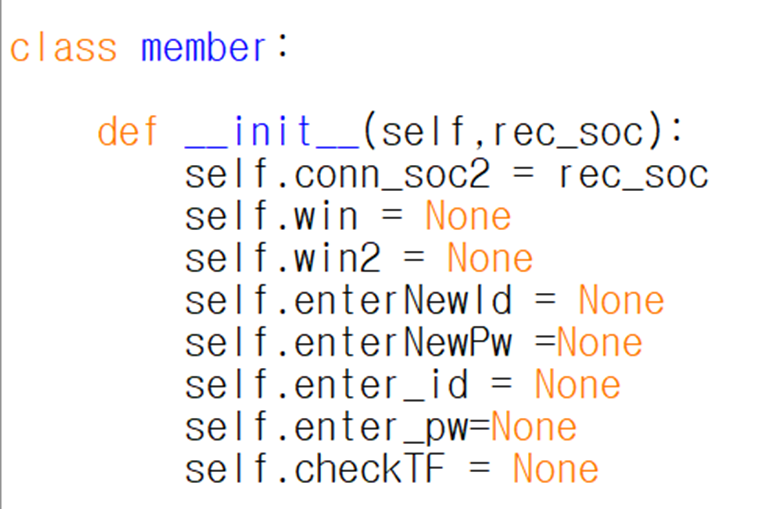 class member:
def __init__(self,rec_soc):
self.conn_soc2 = rec_soc
self.win = None
self.win2 = None
self.enterNewId = None
self.enterNewPw =None
self.enter_id = None
self.enter_pw=None
self.checkTF = None